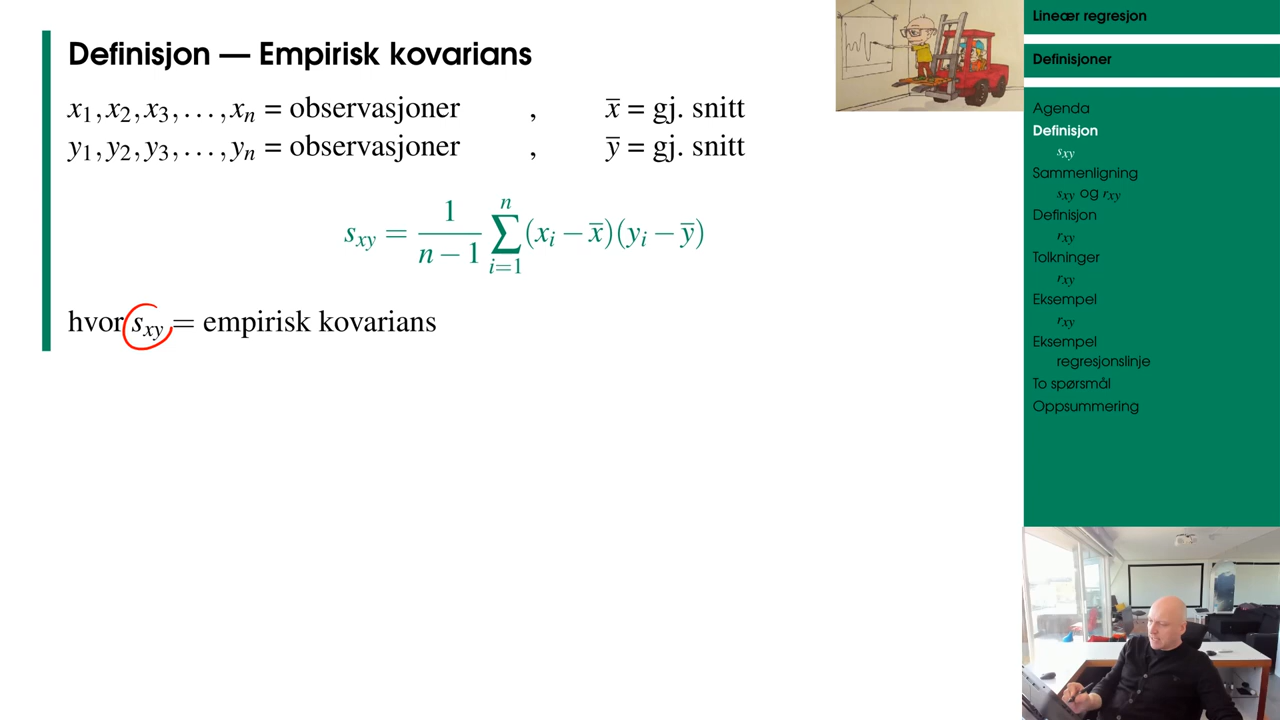 Definisjon — Empirisk kovarians
x₁, x₂, x₃, ..., xₙ = observasjoner , x̅ = gj. snitt
y₁, y₂, y₃, ..., yₙ = observasjoner , y̅ = gj. snitt
s_xy = 1/(n − 1) ∑_{i=1}^{n} (x_i − x̅)(y_i − y̅)
hvor s_xy = empirisk kovarians
Lineær regresjon
Definisjoner
Agenda
Definisjon
s_xy
Sammenligning
s_xy og r_xy
Definisjon
r_xy
Tolkninger
r_xy
Eksempel
r_xy
Eksempel
regresjonslinje
To spørsmål
Oppsummering